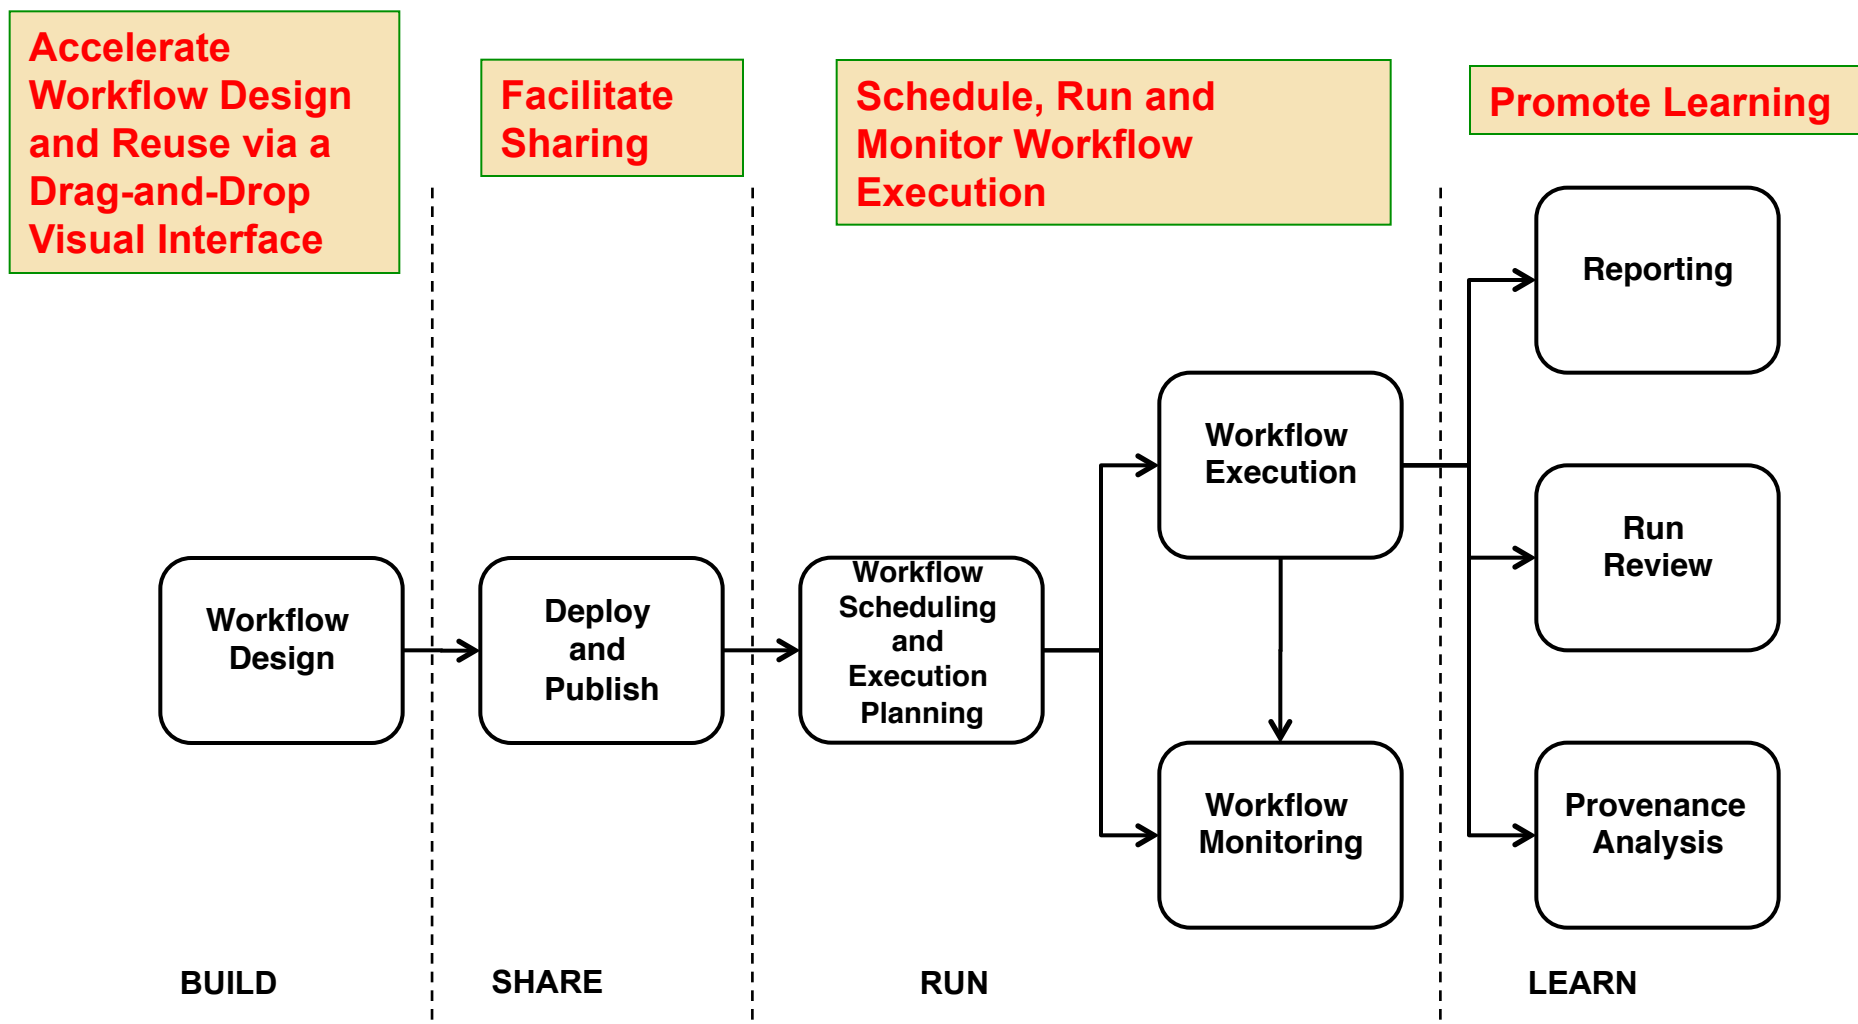 Accelerate
Workflow Design
and Reuse via a
Drag-and-Drop
Visual Interface
Facilitate
Sharing
Schedule, Run and
Monitor Workflow
Execution
Promote Learning
Workflow
Design
Deploy
and
Publish
Workflow
Scheduling
and
Execution
Planning
Workflow
Execution
Workflow
Monitoring
Reporting
Run
Review
Provenance
Analysis
BUILD
SHARE
RUN
LEARN